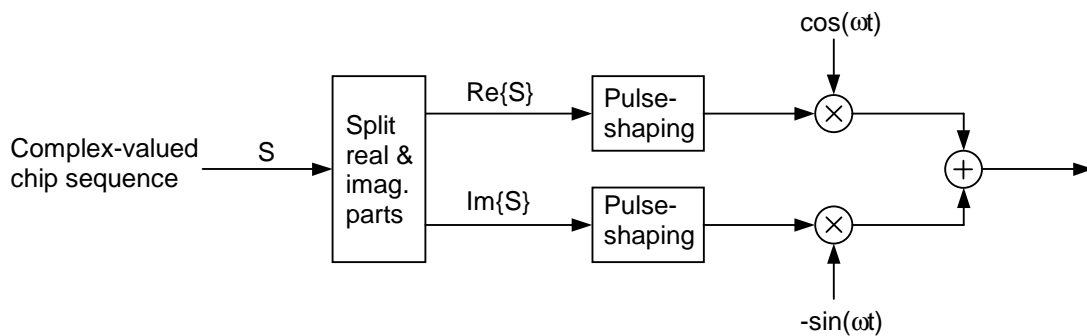 cos(ωt)
Complex-valued
chip sequence
S
Split
real &
imag.
parts
Re{S}
Pulse-
shaping
Im{S}
Pulse-
shaping
-sin(ωt)